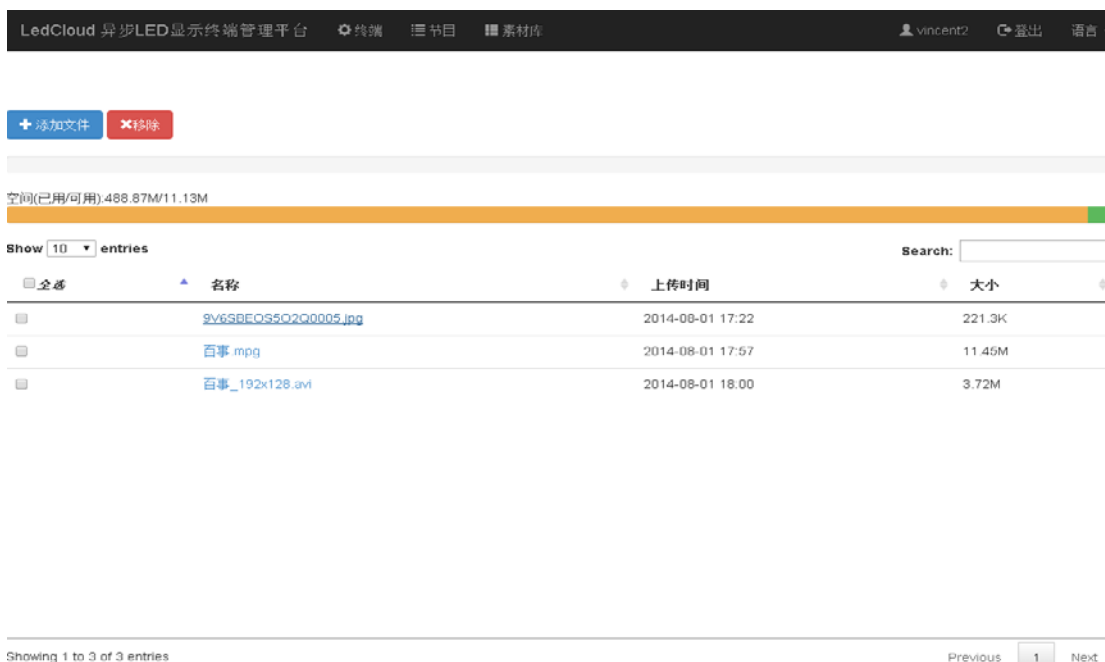 LedCloud 异步LED显示终端管理平台 终端 节目 素材库 vincent2 登出 语言
添加文件 移除
空间(已用/可用):488.87M/11.13M
Show 10 entries Search:
全选 名称 上传时间 大小
9V6SBEOS5O2Q0005.jpg 2014-08-01 17:22 221.3K
百事.mpg 2014-08-01 17:57 11.45M
百事_192x128.avi 2014-08-01 18:00 3.72M
Showing 1 to 3 of 3 entries Previous 1 Next